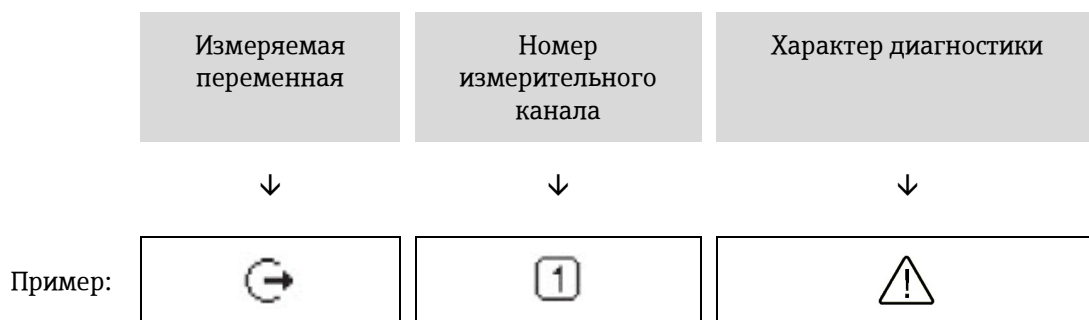 Измеряемая
переменная
Номер
измерительного
канала
Характер диагностики
↓ ↓ ↓
Пример:
1